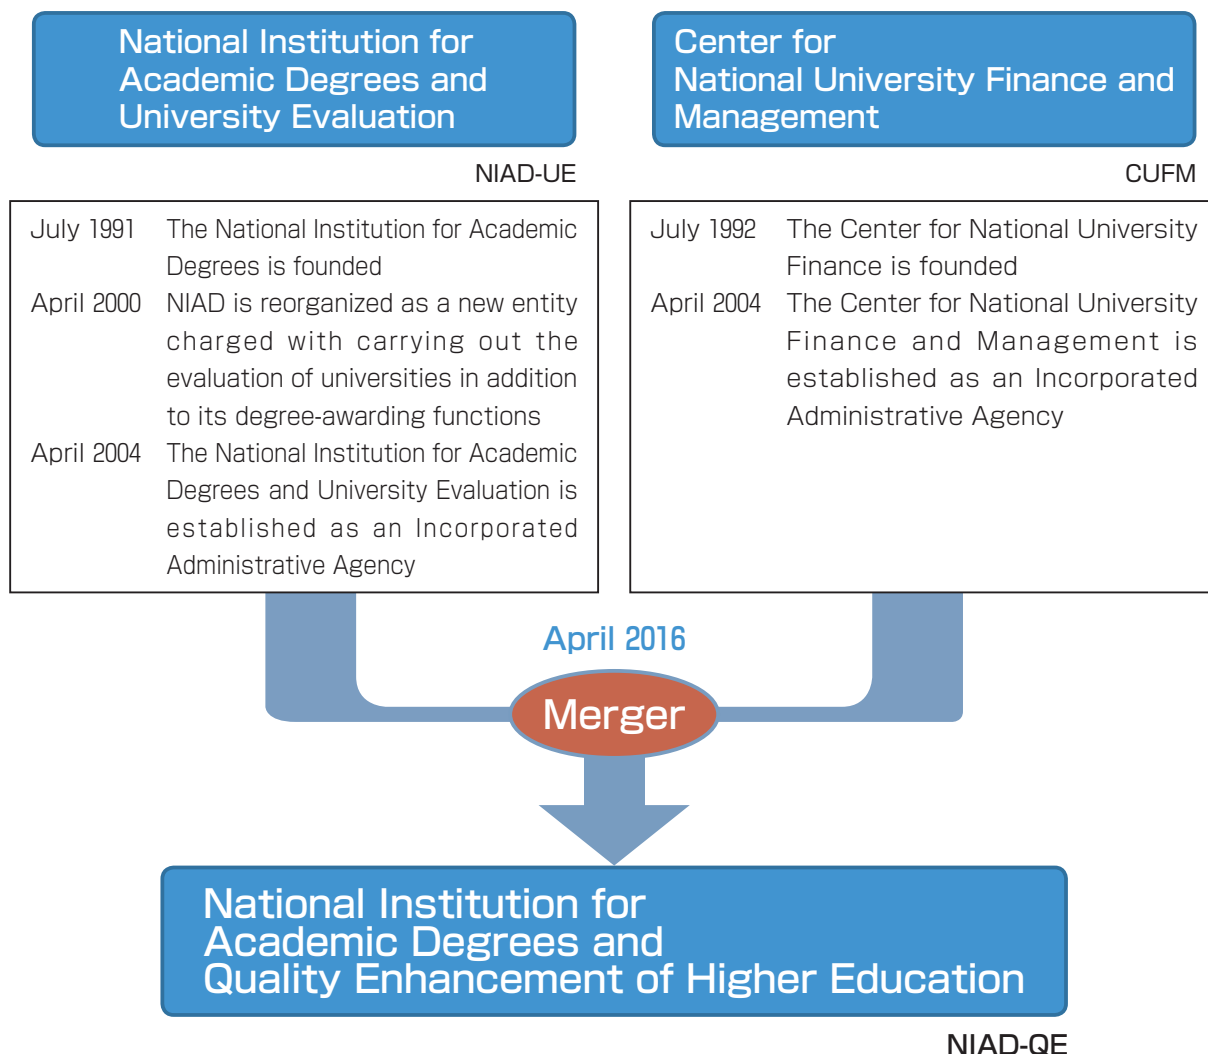 National Institution for
Academic Degrees and
University Evaluation
NIAD-UE
July 1991 The National Institution for Academic
Degrees is founded
April 2000 NIAD is reorganized as a new entity
charged with carrying out the
evaluation of universities in addition
to its degree-awarding functions
April 2004 The National Institution for Academic
Degrees and University Evaluation is
established as an Incorporated
Administrative Agency
Center for
National University Finance and
Management
CUFM
July 1992 The Center for National University
Finance is founded
April 2004 The Center for National University
Finance and Management is
established as an Incorporated
Administrative Agency
April 2016
Merger
National Institution for
Academic Degrees and
Quality Enhancement of Higher Education
NIAD-QE